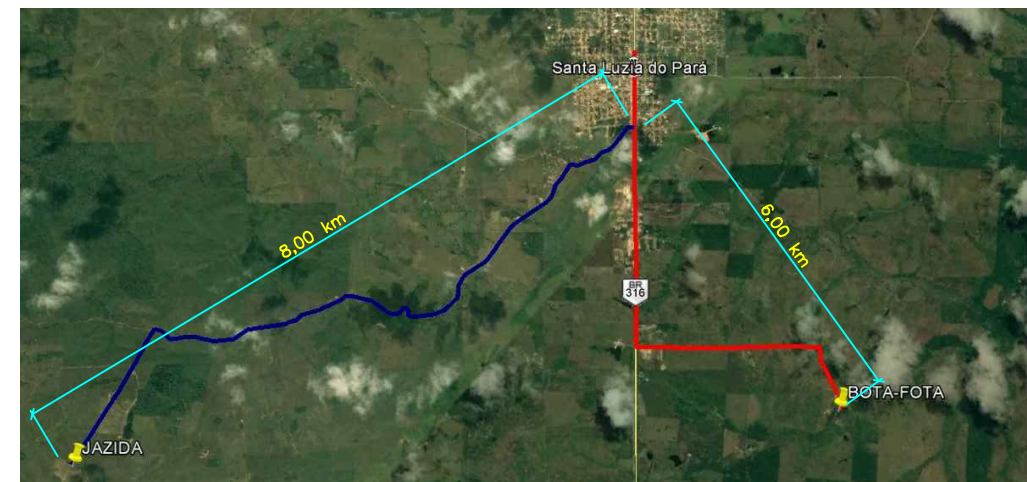 Santa Luzia do Pará
8,00 km
6,00 km
BR
316
BOTA-FOTA
JAZIDA